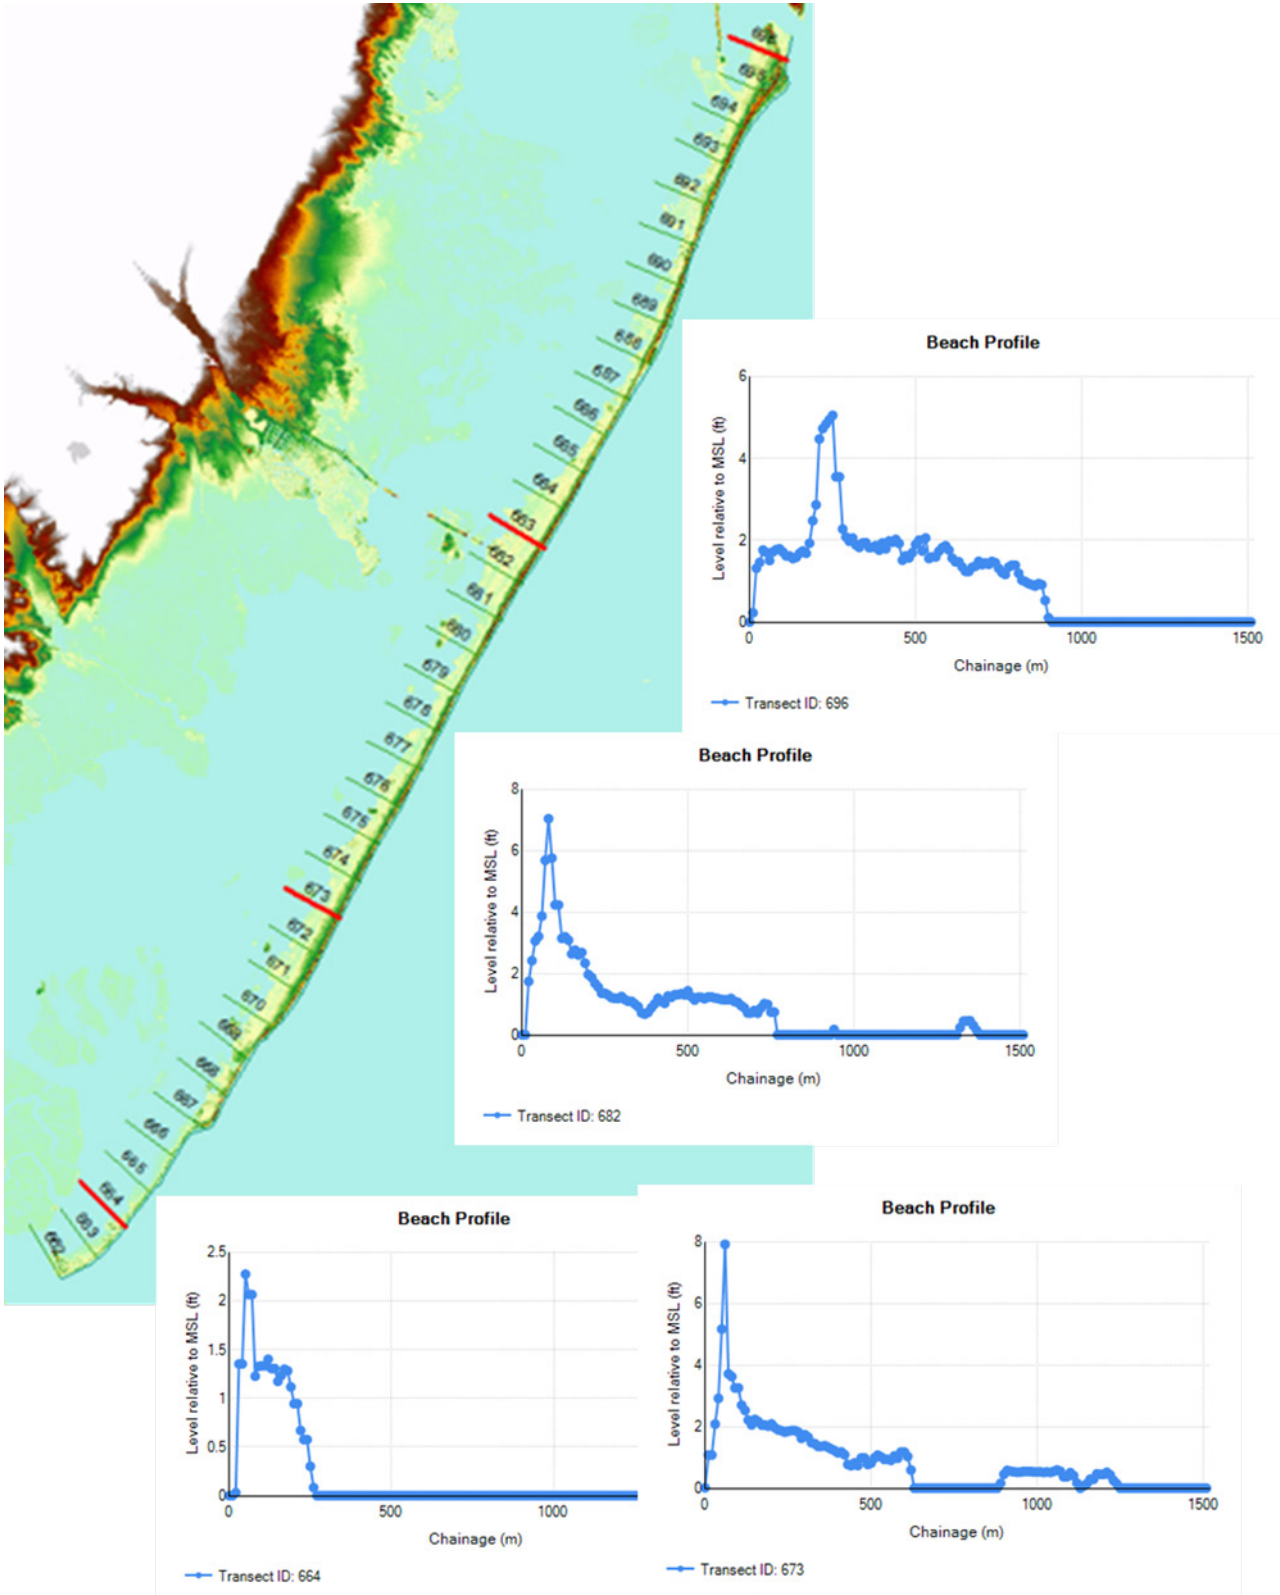 696
695
694
693
692
691
690
689
688
687
686
685
684
683
682
681
680
679
678
677
676
675
674
673
672
671
670
669
668
667
666
665
664
663
662
Beach Profile
Level relative to MSL (ft)
6
4
2
0
0 500 1000 1500
Chainage (m)
Transect ID: 696
Beach Profile
Level relative to MSL (ft)
8
6
4
2
0
0 500 1000 1500
Chainage (m)
Transect ID: 682
Beach Profile
Level relative to MSL (ft)
2.5
2
1.5
1
0.5
0
0 500 1000
Chainage (m)
Transect ID: 664
Beach Profile
Level relative to MSL (ft)
8
6
4
2
0
0 500 1000 1500
Chainage (m)
Transect ID: 673